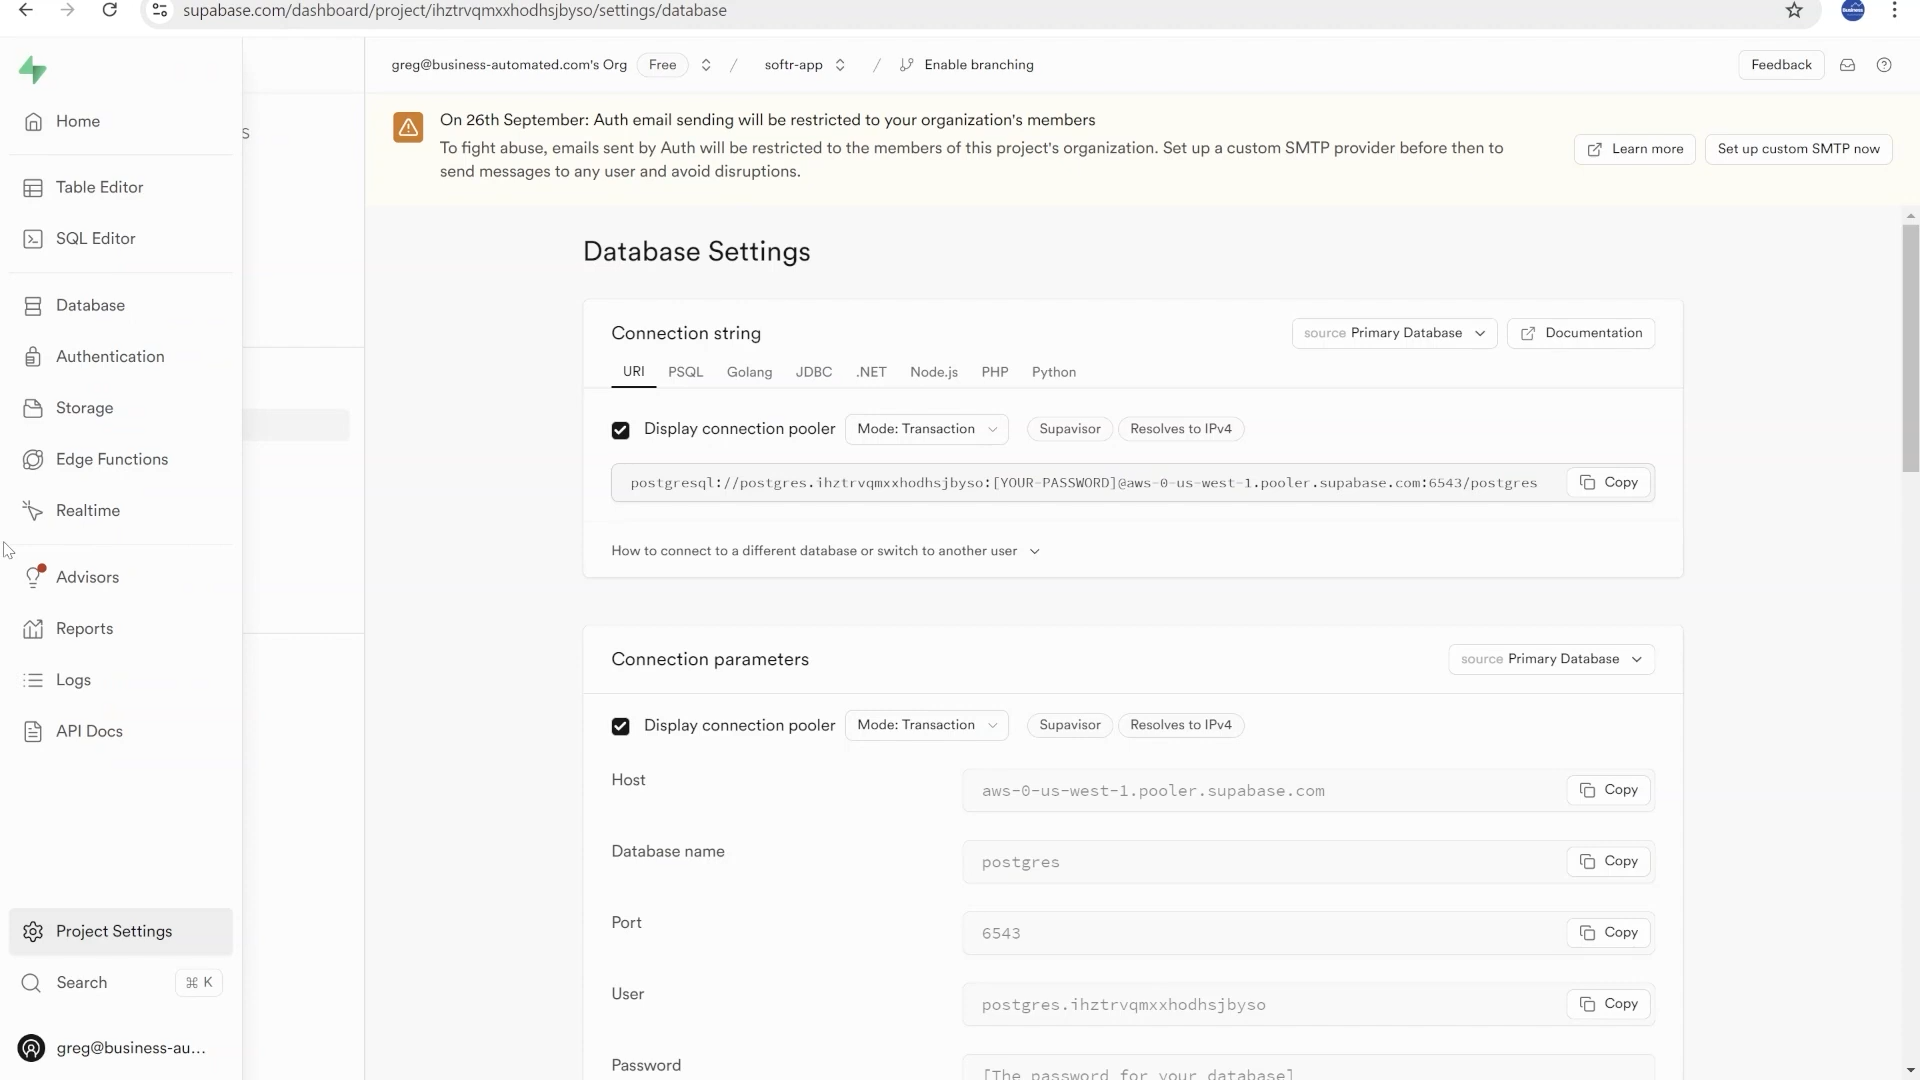 supabase.com/dashboard/project/ihztrvqmxxhodhsjbyso/settings/database
Business
greg@business-automated.com's Org Free / softr-app / Enable branching
Feedback
On 26th September: Auth email sending will be restricted to your organization's members
To fight abuse, emails sent by Auth will be restricted to the members of this project's organization. Set up a custom SMTP provider before then to
send messages to any user and avoid disruptions.
Learn more
Set up custom SMTP now
Home
Table Editor
SQL Editor
Database
Authentication
Storage
Edge Functions
Realtime
Advisors
Reports
Logs
API Docs
Project Settings
Search ⌘ K
greg@business-au...
s
Database Settings
Connection string
source Primary Database
Documentation
URI PSQL Golang JDBC .NET Node.js PHP Python
Display connection pooler Mode: Transaction Supavisor Resolves to IPv4
postgresql://postgres.ihztrvqmxxhodhsjbyso:[YOUR-PASSWORD]@aws-0-us-west-1.pooler.supabase.com:6543/postgres Copy
How to connect to a different database or switch to another user
Connection parameters
source Primary Database
Display connection pooler Mode: Transaction Supavisor Resolves to IPv4
Host aws-0-us-west-1.pooler.supabase.com Copy
Database name postgres Copy
Port 6543 Copy
User postgres.ihztrvqmxxhodhsjbyso Copy
Password [The password for your database]